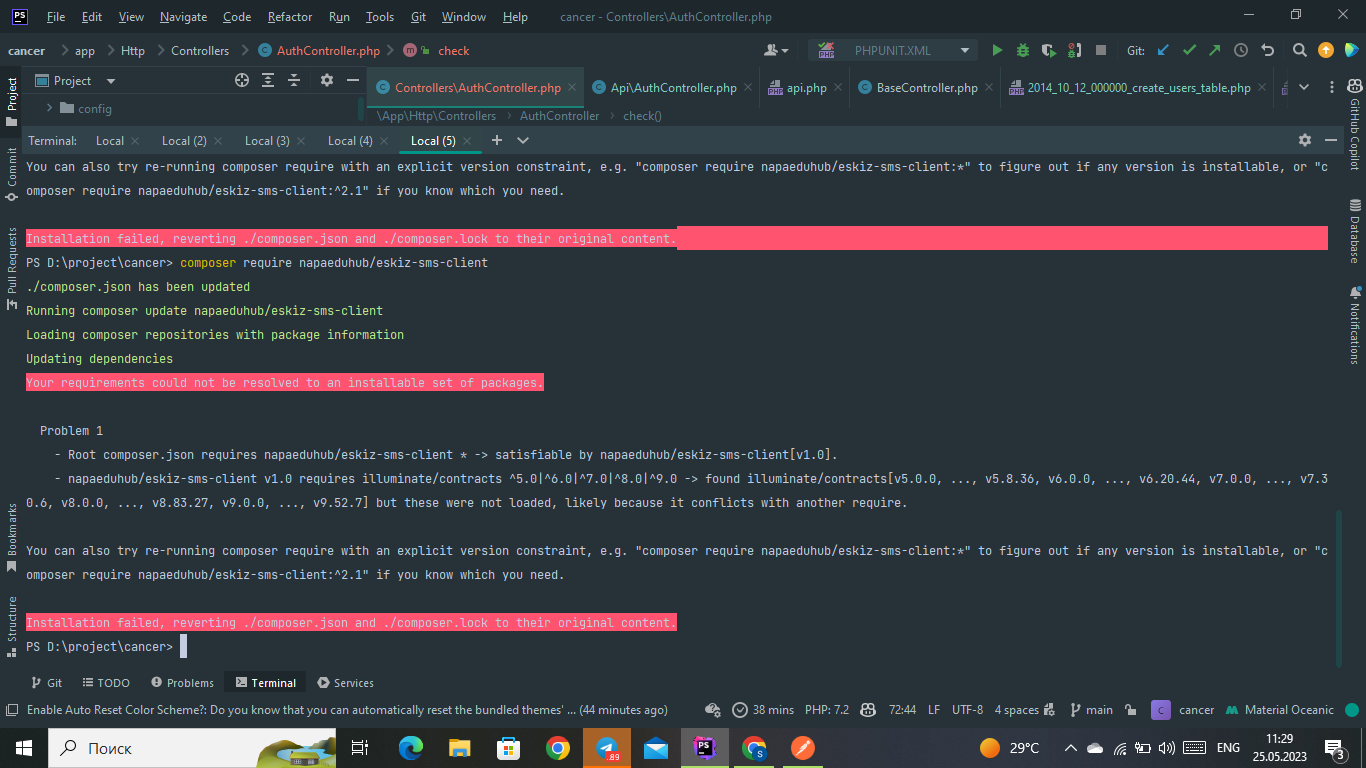 PS File Edit View Navigate Code Refactor Run Tools Git Window Help cancer - Controllers\AuthController.php
cancer app Http Controllers AuthController.php check PHPUNIT.XML Git:
Project Controllers\AuthController.php Api\AuthController.php api.php BaseController.php 2014_10_12_000000_create_users_table.php
config \App\Http\Controllers AuthController check()
Terminal: Local Local (2) Local (3) Local (4) Local (5)
You can also try re-running composer require with an explicit version constraint, e.g. "composer require napaeduhub/eskiz-sms-client:*" to figure out if any version is installable, or "c
omposer require napaeduhub/eskiz-sms-client:^2.1" if you know which you need.
Installation failed, reverting ./composer.json and ./composer.lock to their original content.
PS D:\project\cancer> composer require napaeduhub/eskiz-sms-client
./composer.json has been updated
Running composer update napaeduhub/eskiz-sms-client
Loading composer repositories with package information
Updating dependencies
Your requirements could not be resolved to an installable set of packages.
Problem 1
- Root composer.json requires napaeduhub/eskiz-sms-client * -> satisfiable by napaeduhub/eskiz-sms-client[v1.0].
- napaeduhub/eskiz-sms-client v1.0 requires illuminate/contracts ^5.0|^6.0|^7.0|^8.0|^9.0 -> found illuminate/contracts[v5.0.0, ..., v5.8.36, v6.0.0, ..., v6.20.44, v7.0.0, ..., v7.3
0.6, v8.0.0, ..., v8.83.27, v9.0.0, ..., v9.52.7] but these were not loaded, likely because it conflicts with another require.
You can also try re-running composer require with an explicit version constraint, e.g. "composer require napaeduhub/eskiz-sms-client:*" to figure out if any version is installable, or "c
omposer require napaeduhub/eskiz-sms-client:^2.1" if you know which you need.
Installation failed, reverting ./composer.json and ./composer.lock to their original content.
PS D:\project\cancer>
Project
Commit
Pull Requests
Bookmarks
Structure
GitHub Copilot
Database
Notifications
Git TODO Problems Terminal Services
Enable Auto Reset Color Scheme?: Do you know that you can automatically reset the bundled themes' ... (44 minutes ago) 38 mins PHP: 7.2 72:44 LF UTF-8 4 spaces main C cancer Material Oceanic
Поиск .89 PS S 29°C ENG 11:29
25.05.2023 3